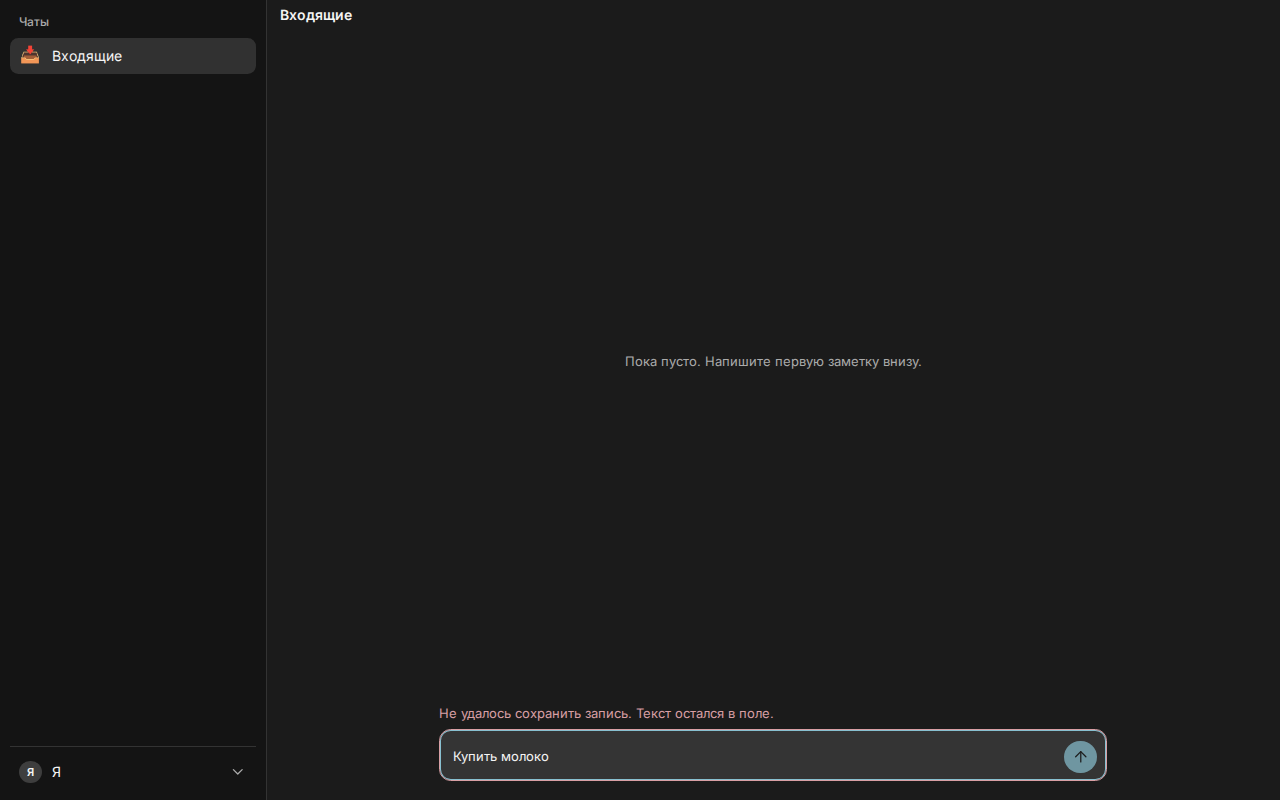 Чаты
Входящие
Входящие
Пока пусто. Напишите первую заметку внизу.
Не удалось сохранить запись. Текст остался в поле.
Купить молоко
Я Я